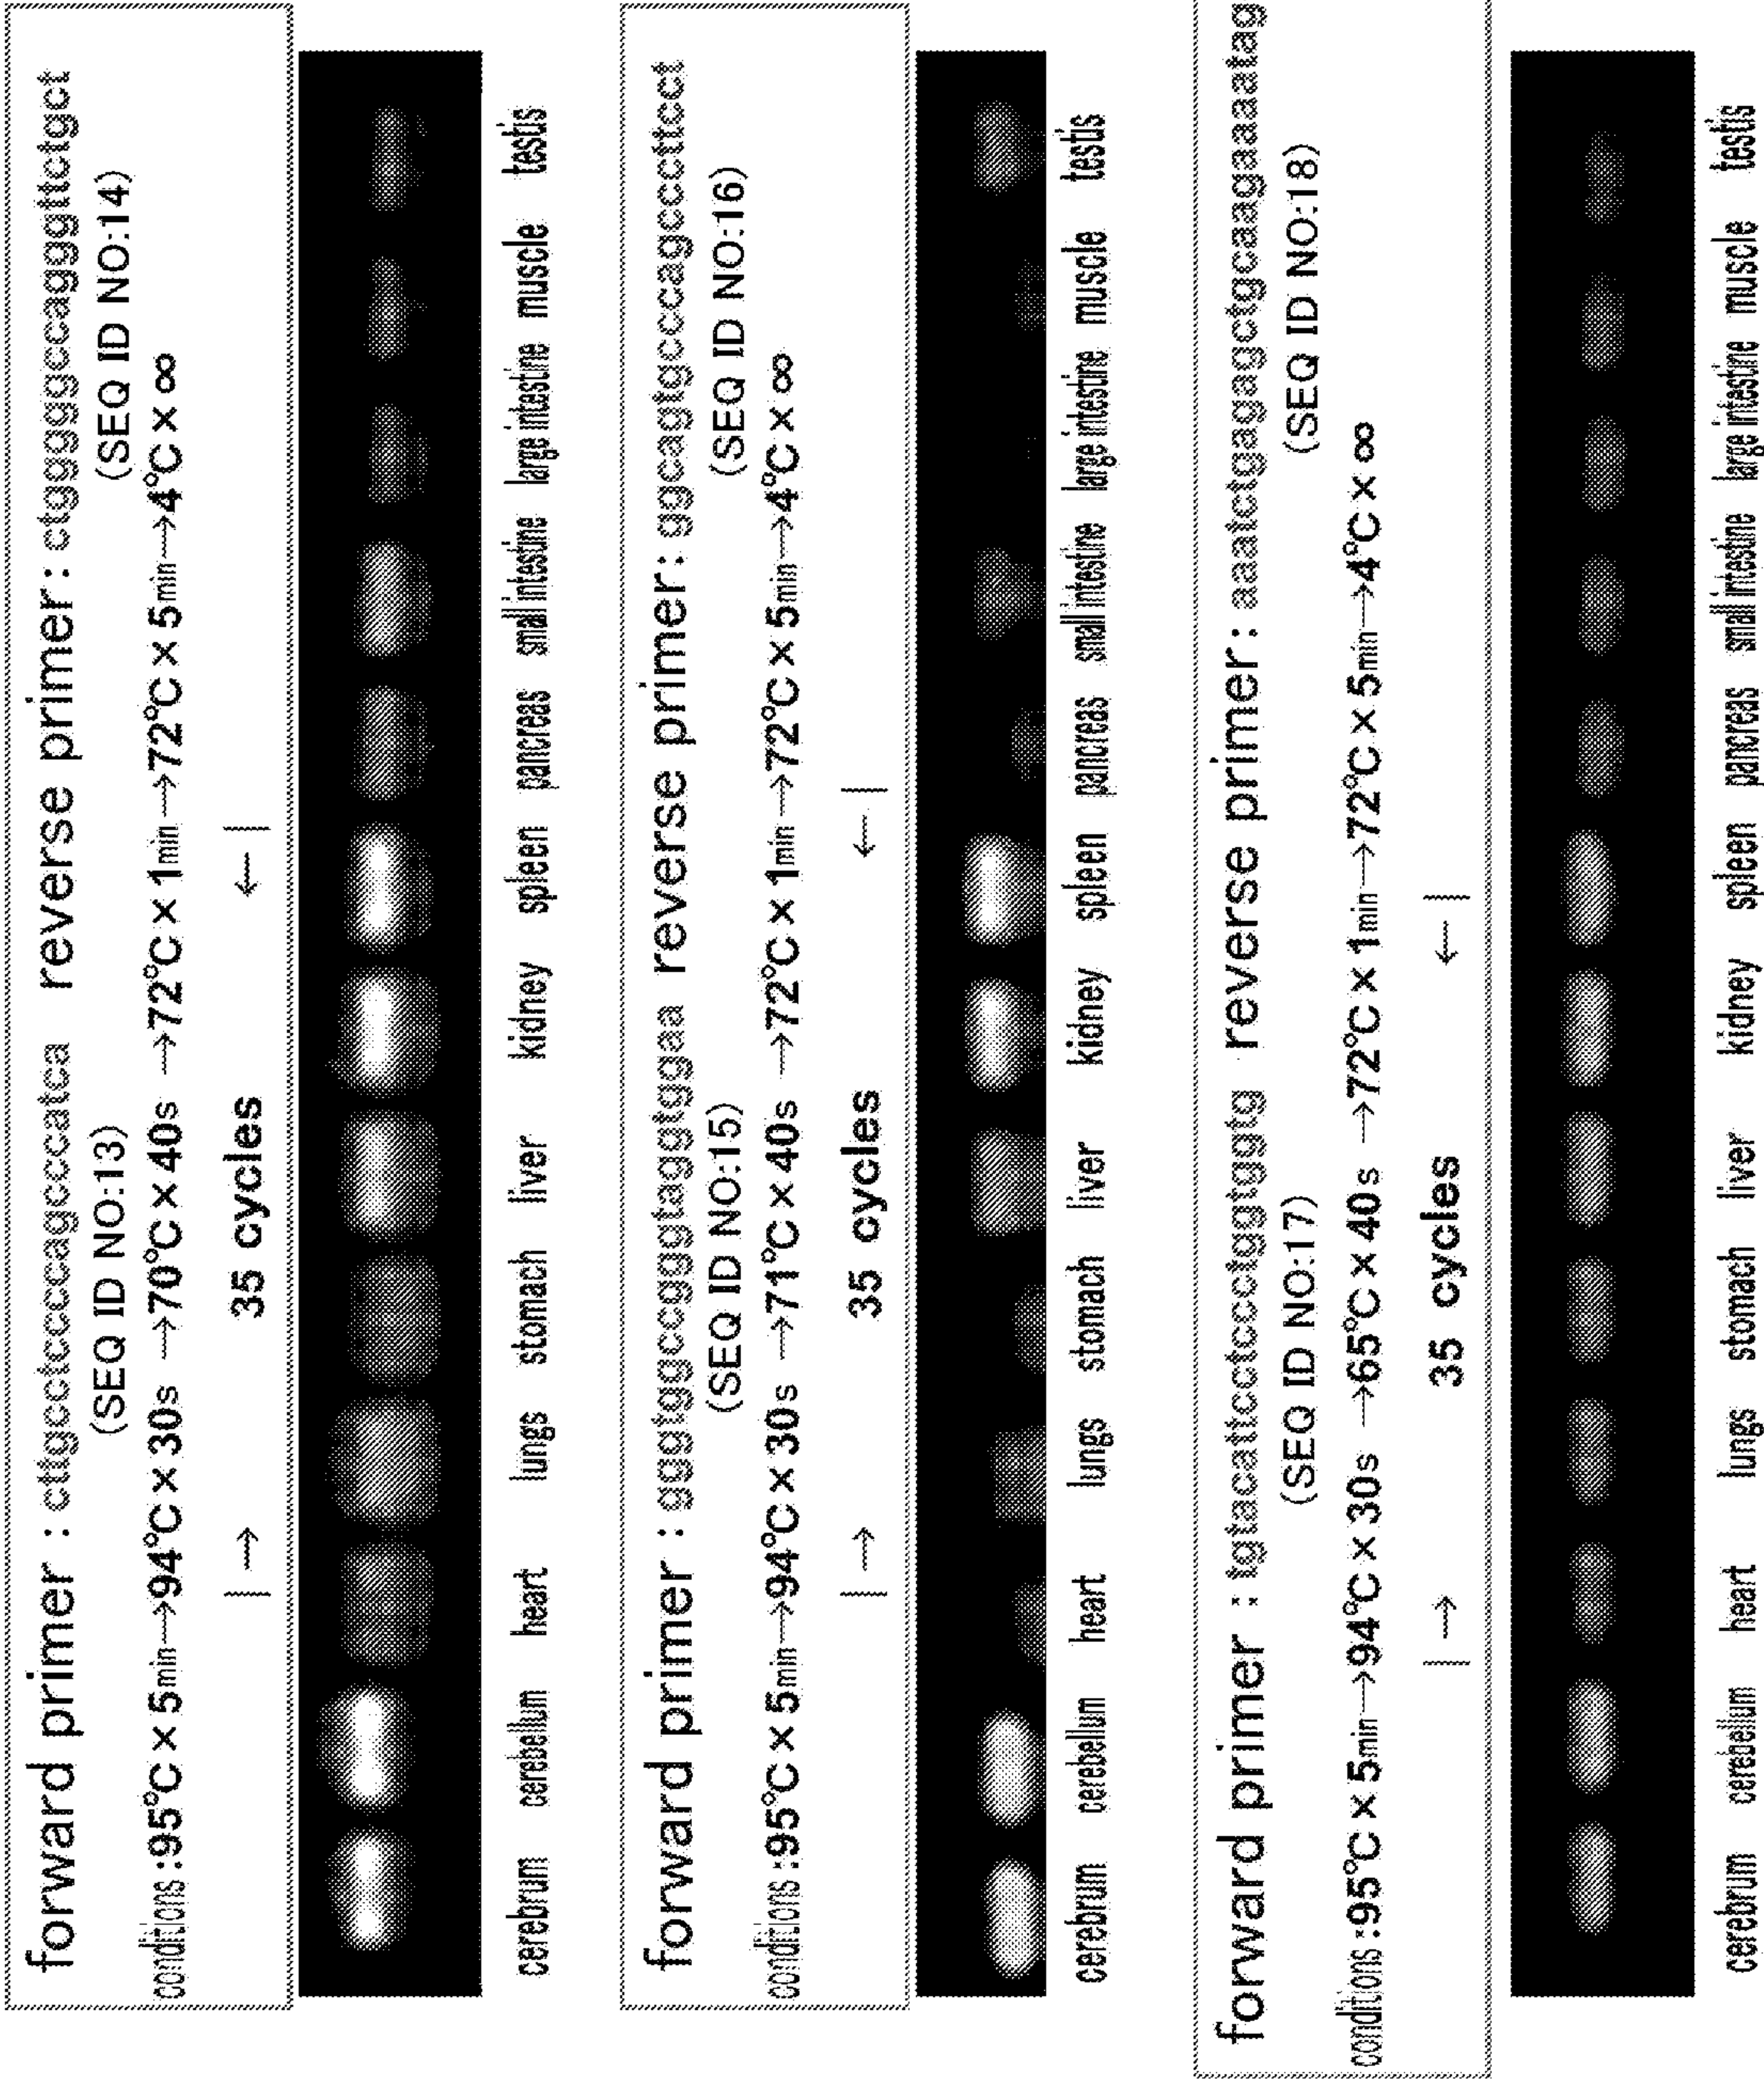 forward primer : cttgcctccccagcccatca reverse primer: ctgggggccagggttctgct
(SEQ ID NO:13) (SEQ ID NO:14)
conditions :95℃×5min→94℃×30s →70℃×40s →72℃×1min→72℃×5min→4℃×∞
|→ 35 cycles ←|
cerebrum cerebellum heart lungs stomach liver kidney spleen pancreas small intestine large intestine muscle testis
forward primer : gggtggccgggtaggtggaa reverse primer: ggcagtgcccagcccttcct
(SEQ ID NO:15) (SEQ ID NO:16)
conditions :95℃×5min→94℃×30s →71℃×40s →72℃×1min→72℃×5min→4℃×∞
|→ 35 cycles ←|
cerebrum cerebellum heart lungs stomach liver kidney spleen pancreas small intestine large intestine muscle testis
forward primer : tgtacattcctccctggtgtggtg reverse primer: aaatctgagagctgcaagaaatag
(SEQ ID NO:17) (SEQ ID NO:18)
conditions :95℃×5min→94℃×30s →65℃×40s →72℃×1min→72℃×5min→4℃×∞
|→ 35 cycles ←|
cerebrum cerebellum heart lungs stomach liver kidney spleen pancreas small intestine large intestine muscle testis